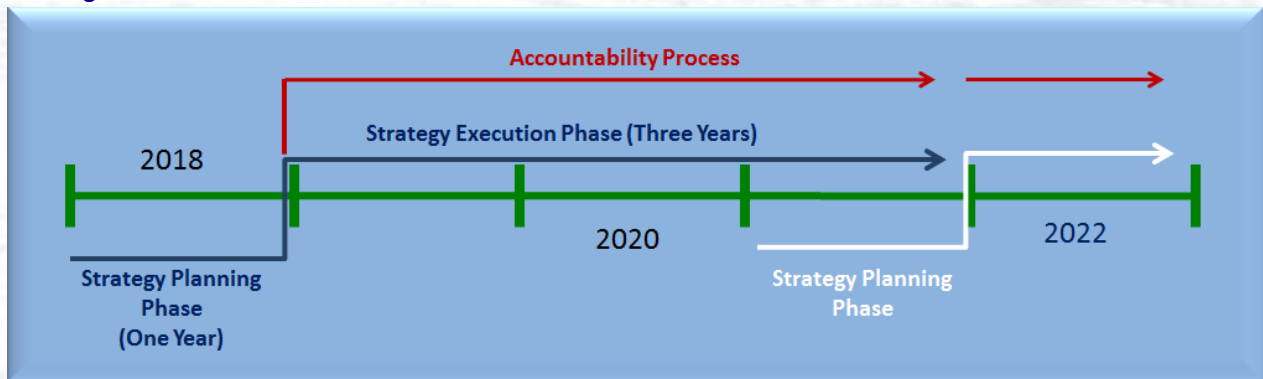 Accountability Process
Strategy Execution Phase (Three Years)
2018
2020
2022
Strategy Planning
Phase
(One Year)
Strategy Planning
Phase